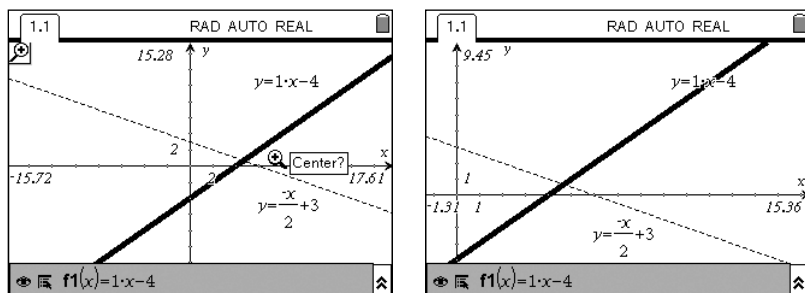 1.1 RAD AUTO REAL
15.28 y
y=1·x−4
2
Center?
x
-15.72 2 17.61
y=-x/2+3
f1(x)=1·x−4
1.1 RAD AUTO REAL
9.45 y
y=1·x−4
1
x
-1.31 1 15.36
y=-x/2+3
f1(x)=1·x−4